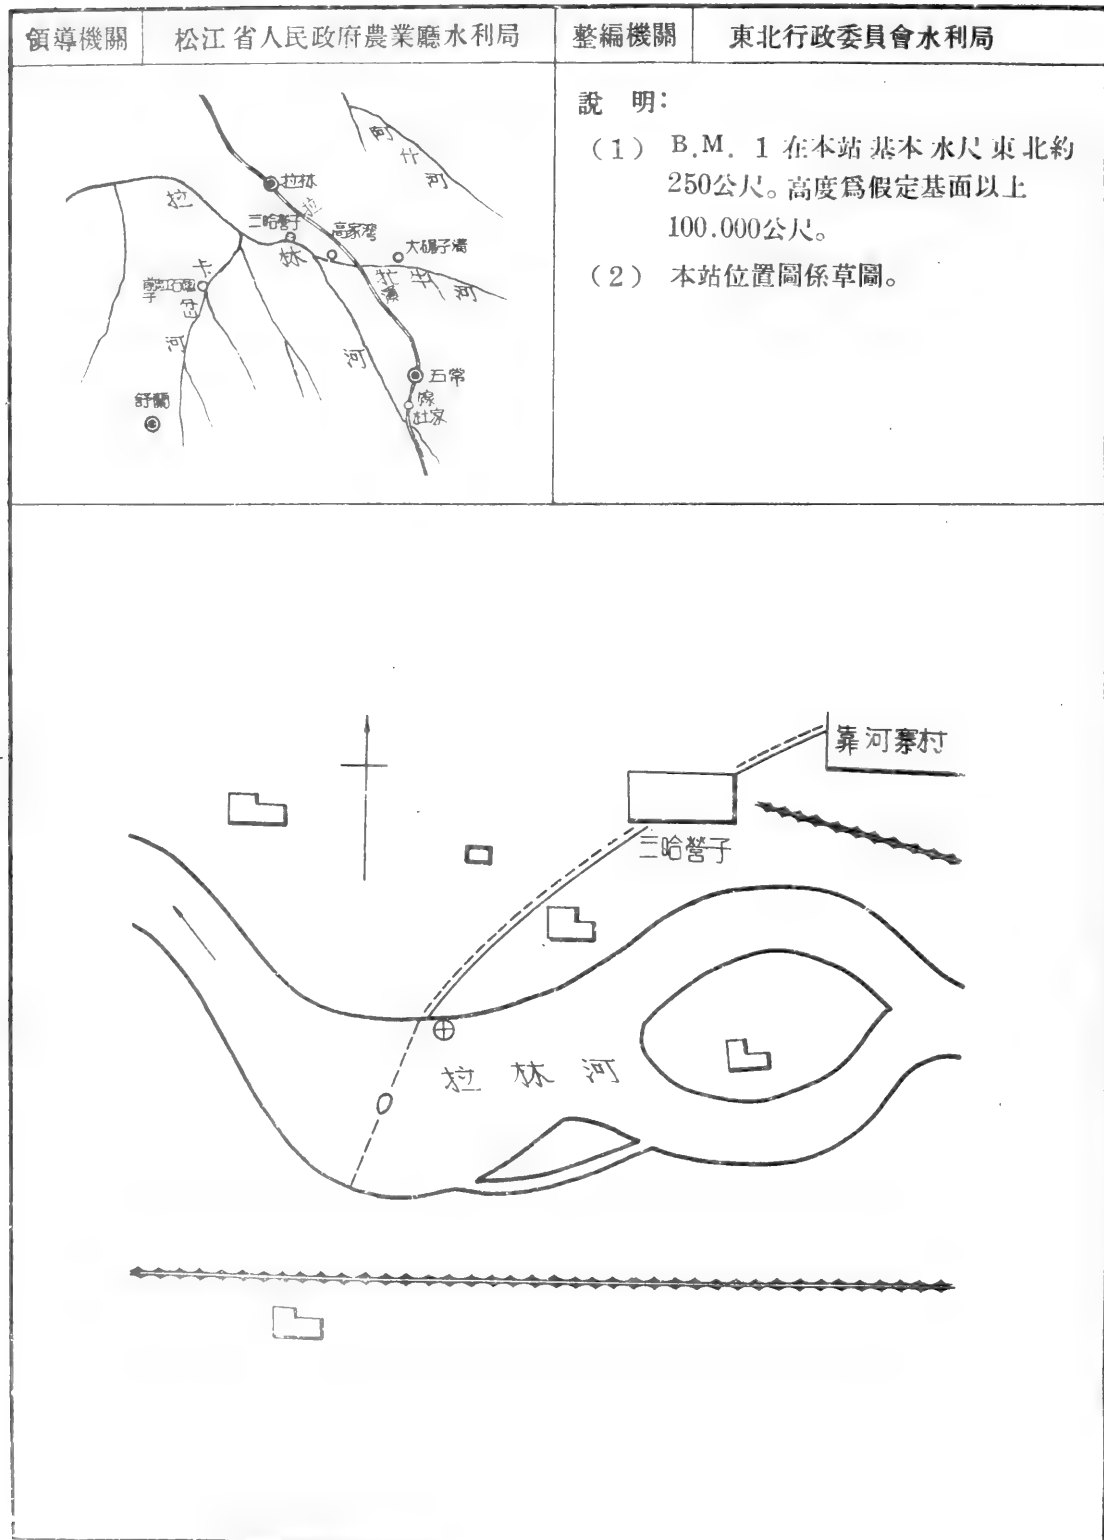 領導機關 松江省人民政府農業廳水利局 整編機關 東北行政委員會水利局
說 明：
(1) B.M. 1 在本站基本水尺東北約
250公尺。高度爲假定基面以上
100.000公尺。
(2) 本站位置圖係草圖。
阿
什
河
拉林
拉
拉
三哈營子
高家灣
林
大碾子溝
牤
牛
河
卡
岔
河
河
五常
杜家
舒蘭
靠河寨村
三哈營子
拉林河